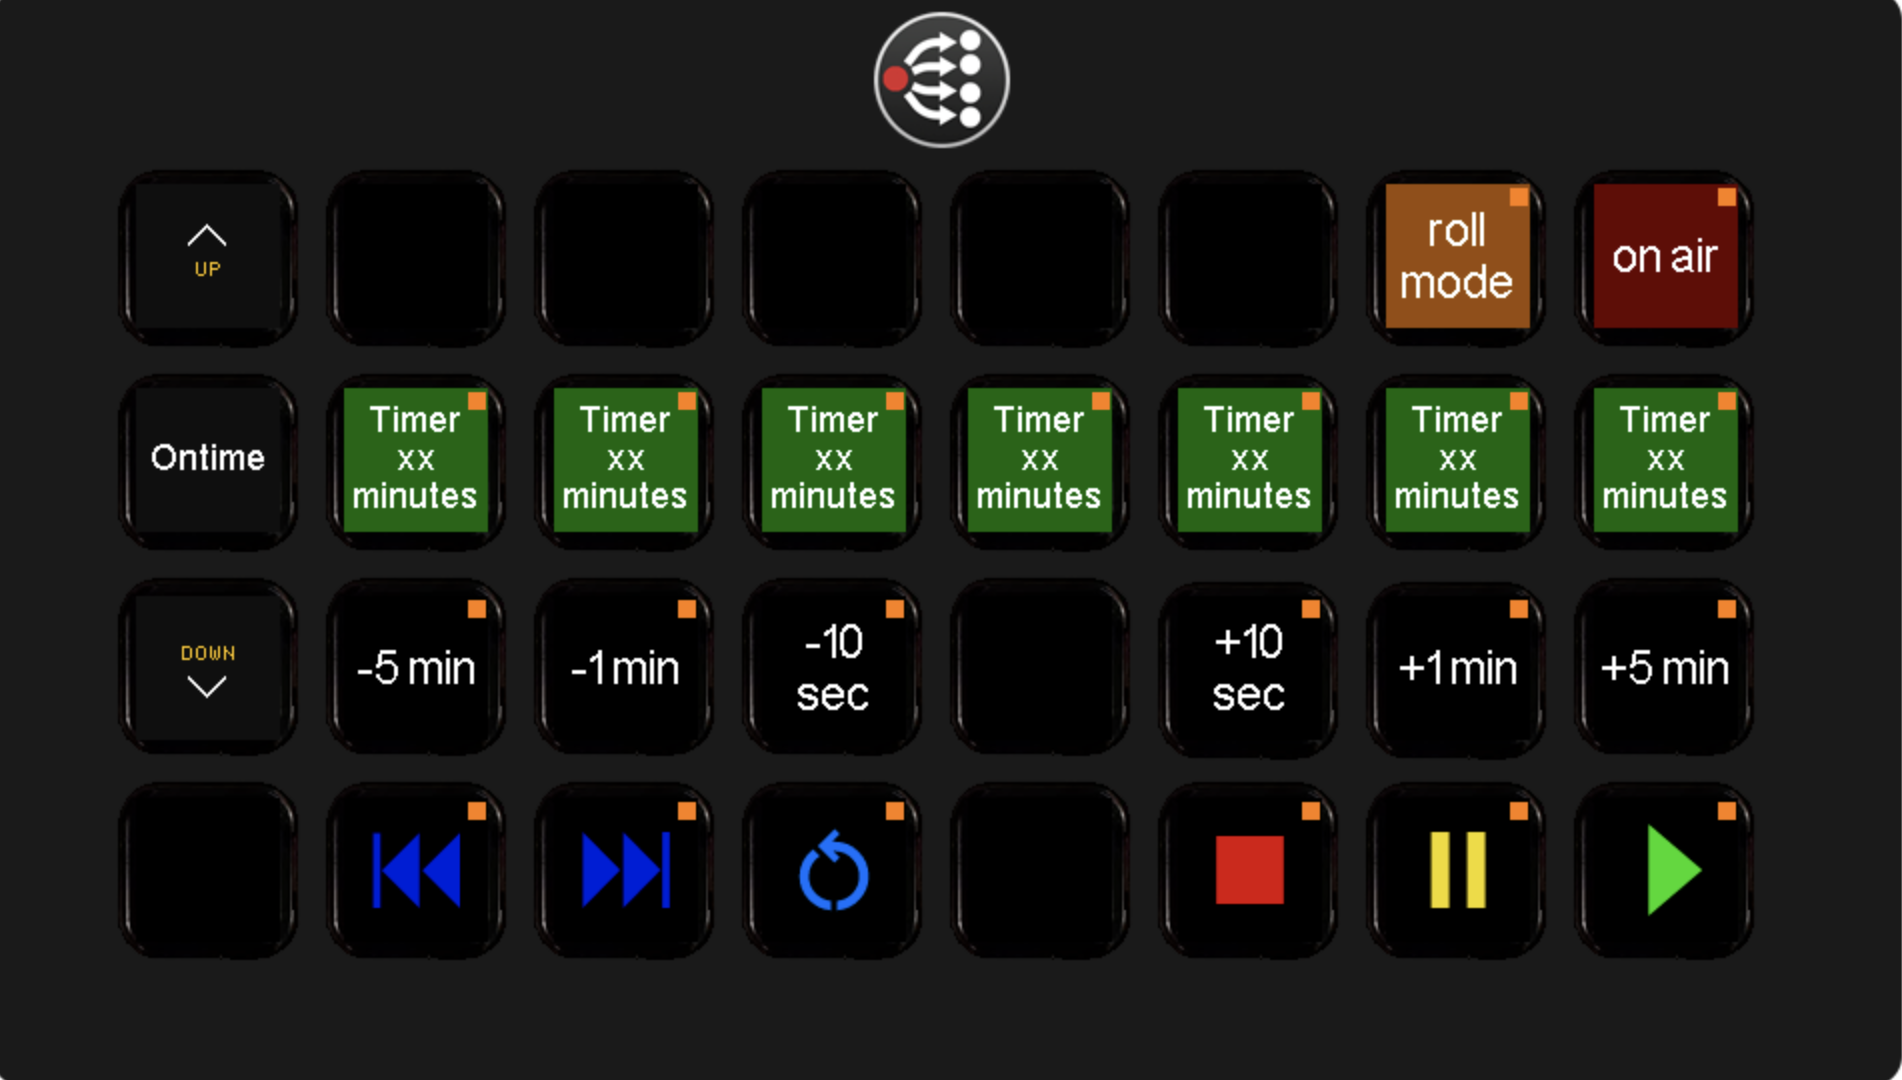 UP
roll
mode
on air
Ontime
Timer
xx
minutes
Timer
xx
minutes
Timer
xx
minutes
Timer
xx
minutes
Timer
xx
minutes
Timer
xx
minutes
Timer
xx
minutes
DOWN
-5 min
-1 min
-10
sec
+10
sec
+1 min
+5 min